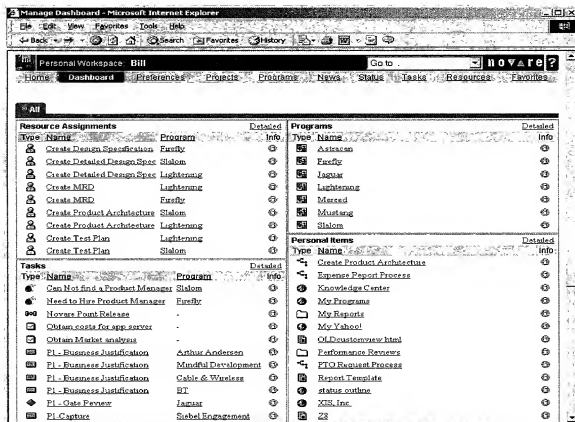 Manage Dashboard - Microsoft Internet Explorer
File Edit View Favorites Tools Help
Back Search Favorites History
Personal Workspace: Bill Go to novare?
Home Dashboard Preferences Projects Programs News Status Tasks Resources Favorites
All
Resource Assignments Detailed
Type Name Program Info
Create Design Specification Firefly
Create Detailed Design Spec Slalom
Create Detailed Design Spec Lightening
Create MRD Lightening
Create MRD Firefly
Create Product Architecture Slalom
Create Product Architecture Lightening
Create Test Plan Lightening
Create Test Plan Slalom
Tasks Detailed
Type Name Program Info
Can Not find a Product Manager Slalom
Need to Hire Product Manager Firefly
Novare Point Release -
Obtain costs for app server -
Obtain Market analysis -
P1 - Business Justification Arthur Andersen
P1 - Business Justification Mindful Development
P1 - Business Justification Cable & Wireless
P1 - Business Justification BT
P1 - Gate Review Jaguar
P1-Capture Siebel Engagement
Programs Detailed
Type Name Info
Astracan
Firefly
Jaguar
Lightening
Merced
Mustang
Slalom
Personal Items Detailed
Type Name Info
Create Product Architecture
Expense Report Process
Knowledge Center
My Programs
My Reports
My Yahoo!
OLDcustomview html
Performance Reviews
PTO Request Process
Report Template
status outline
XIS, Inc.
Z8